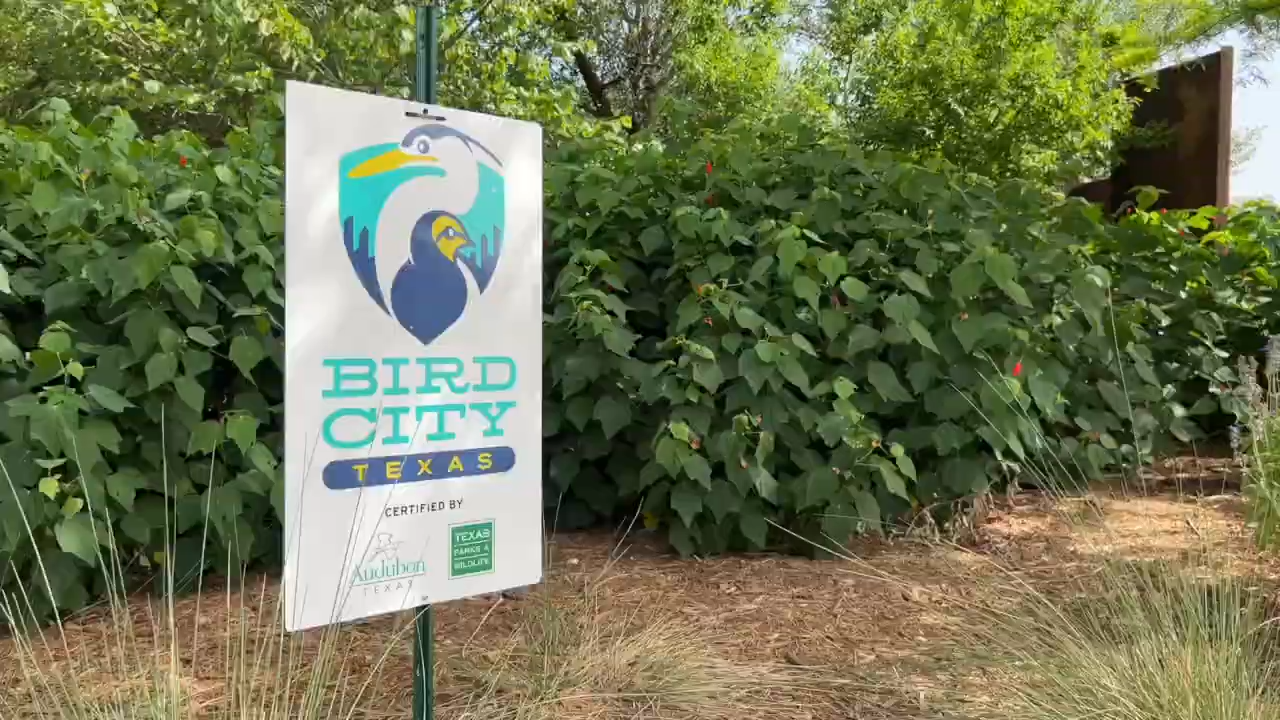 BIRD
CITY
TEXAS
CERTIFIED BY
Audubon
TEXAS
TEXAS
PARKS &
WILDLIFE